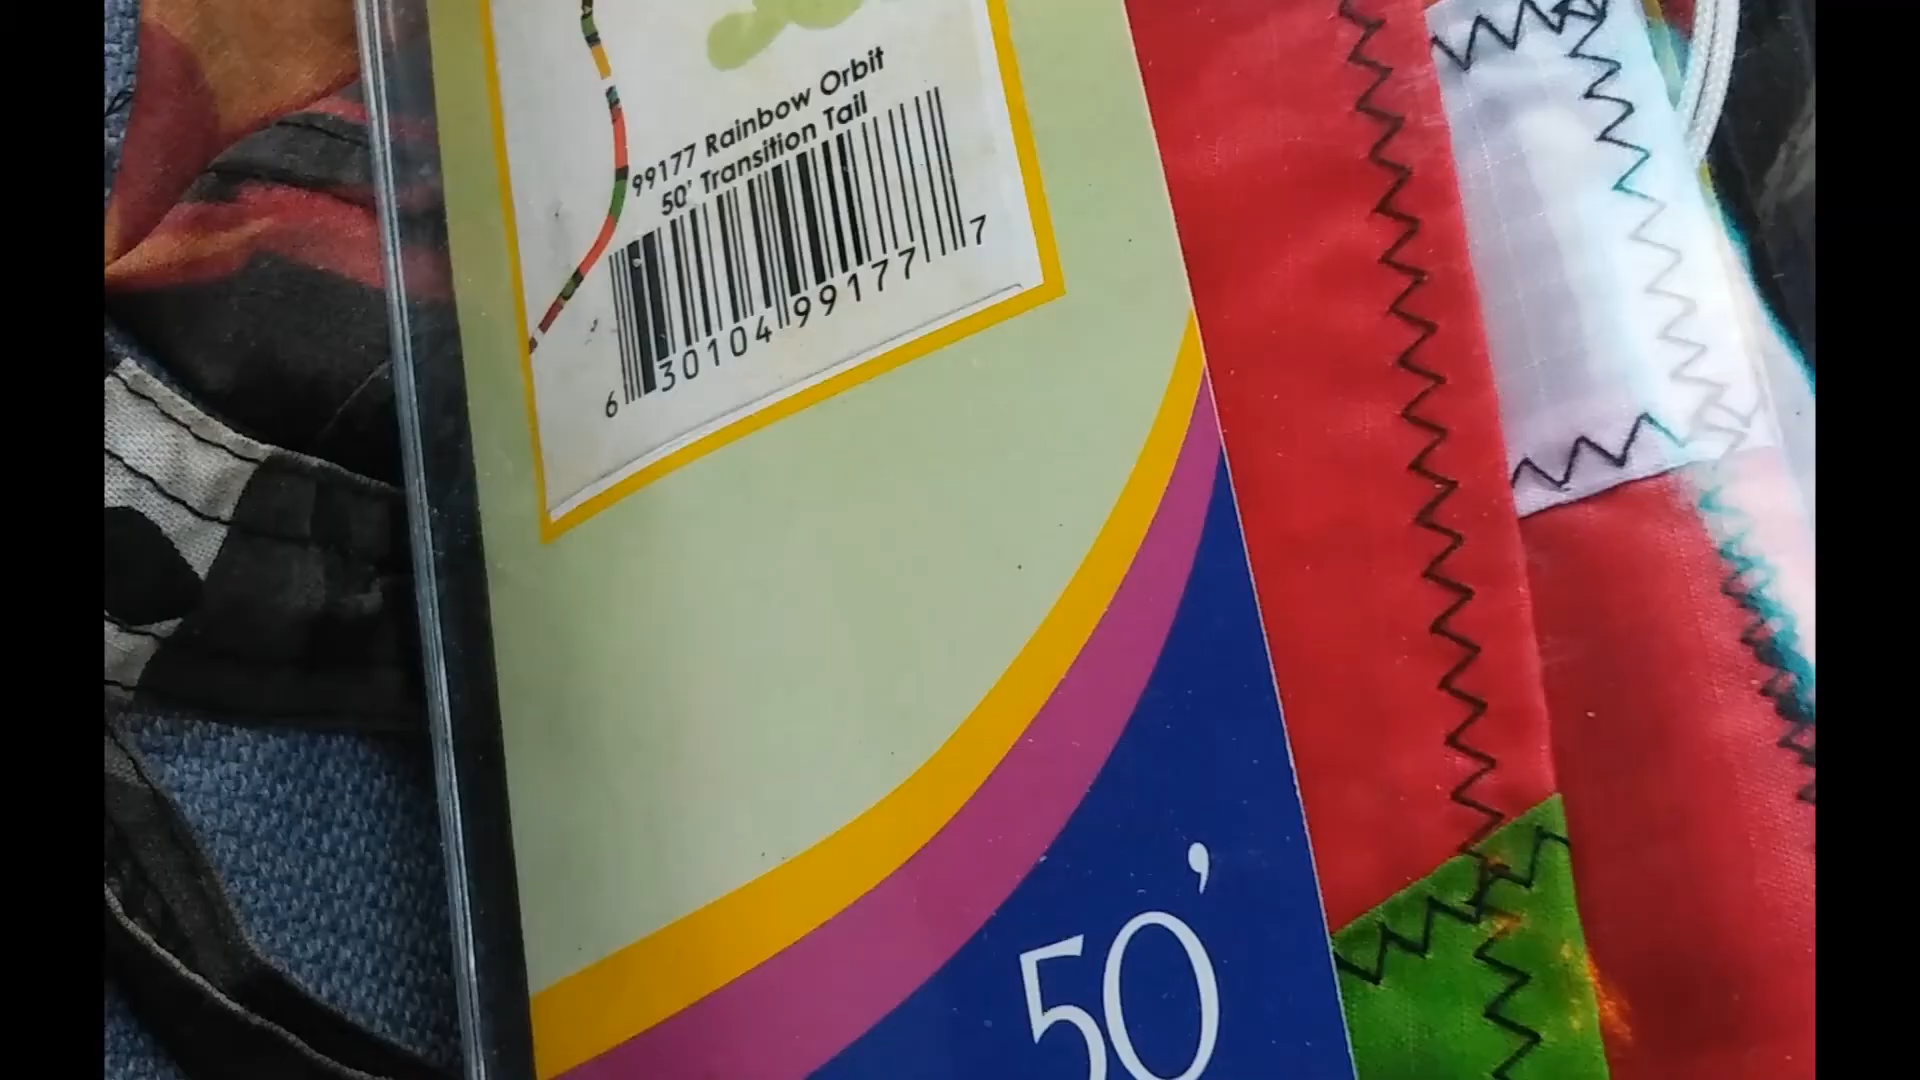 99177 Rainbow Orbit
50' Transition Tail
6 30104 99177 7
50'